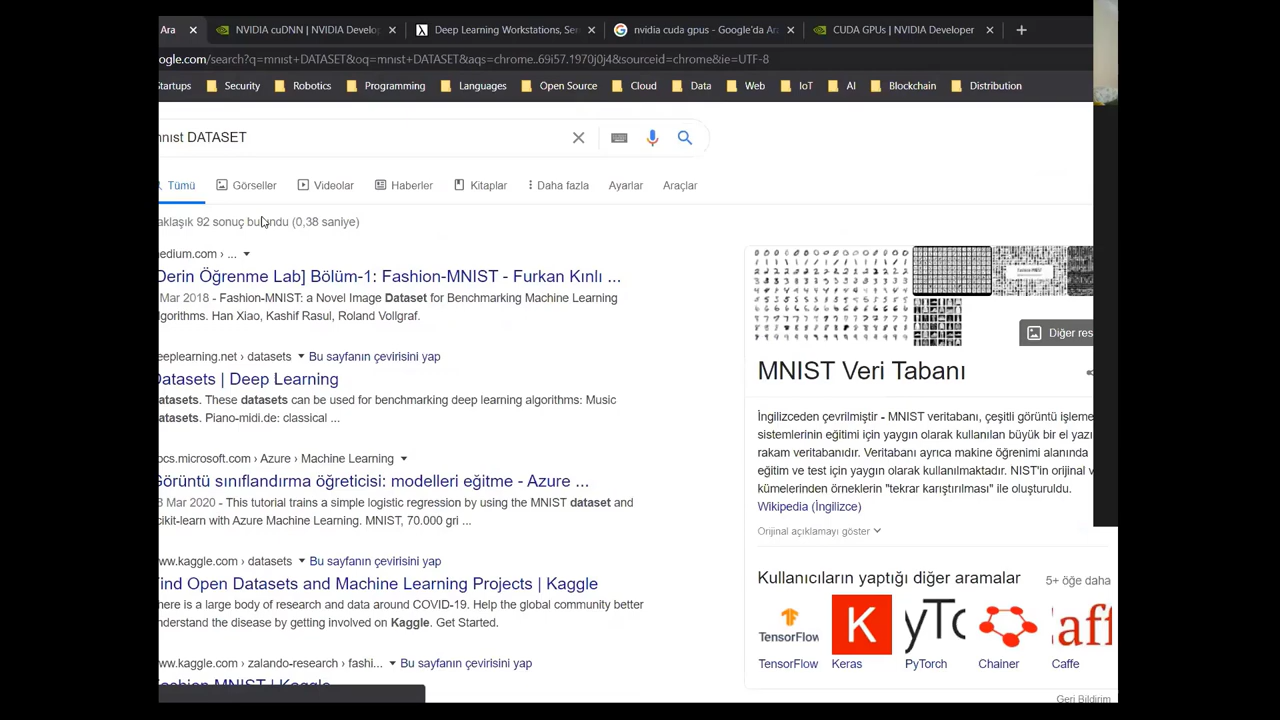 Ara
NVIDIA cuDNN | NVIDIA Develo
Deep Learning Workstations, Ser
nvidia cuda gpus - Google'da Ar
CUDA GPUs | NVIDIA Developer
ogle.com/search?q=mnıst+DATASET&oq=mnıst+DATASET&aqs=chrome..69i57.1970j0j4&sourceid=chrome&ie=UTF-8
Startups Security Robotics Programming Languages Open Source Cloud Data Web IoT AI Blockchain Distribution
mnıst DATASET
Tümü Görseller Videolar Haberler Kitaplar Daha fazla Ayarlar Araçlar
aklaşık 92 sonuç bulundu (0,38 saniye)
edium.com › ...
Derin Öğrenme Lab] Bölüm-1: Fashion-MNIST - Furkan Kınlı ...
Mar 2018 - Fashion-MNIST: a Novel Image Dataset for Benchmarking Machine Learning
lgorithms. Han Xiao, Kashif Rasul, Roland Vollgraf.
eeplearning.net › datasets Bu sayfanın çevirisini yap
Datasets | Deep Learning
atasets. These datasets can be used for benchmarking deep learning algorithms: Music
atasets. Piano-midi.de: classical ...
ocs.microsoft.com › Azure › Machine Learning
Görüntü sınıflandırma öğreticisi: modelleri eğitme - Azure ...
Mar 2020 - This tutorial trains a simple logistic regression by using the MNIST dataset and
cikit-learn with Azure Machine Learning. MNIST, 70.000 gri ...
ww.kaggle.com › datasets Bu sayfanın çevirisini yap
Find Open Datasets and Machine Learning Projects | Kaggle
here is a large body of research and data around COVID-19. Help the global community better
nderstand the disease by getting involved on Kaggle. Get Started.
ww.kaggle.com › zalando-research › fashi... Bu sayfanın çevirisini yap
Fashion MNIST | Kaggle
Diğer res
MNIST Veri Tabanı
İngilizceden çevrilmiştir - MNIST veritabanı, çeşitli görüntü işleme
sistemlerinin eğitimi için yaygın olarak kullanılan büyük bir el yazı
rakam veritabanıdır. Veritabanı ayrıca makine öğrenimi alanında
eğitim ve test için yaygın olarak kullanılmaktadır. NIST'in orijinal v
kümelerinden örneklerin "tekrar karıştırılması" ile oluşturuldu.
Wikipedia (İngilizce)
Orijinal açıklamayı göster
Kullanıcıların yaptığı diğer aramalar 5+ öğe daha
TensorFlow K yTo aff
TensorFlow Keras PyTorch Chainer Caffe
Geri Bildirim